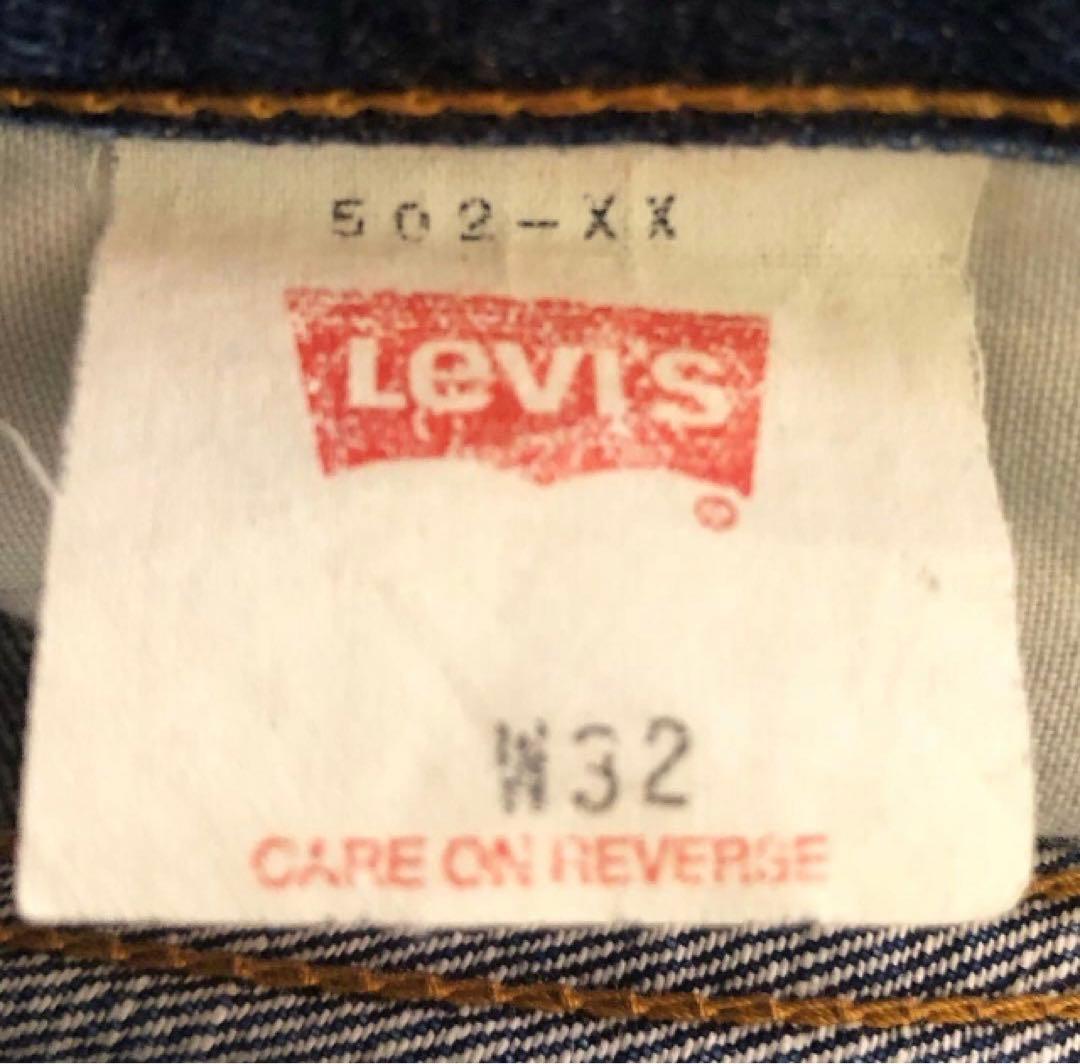 502-XX
Levi's
®
W32
CARE ON REVERSE